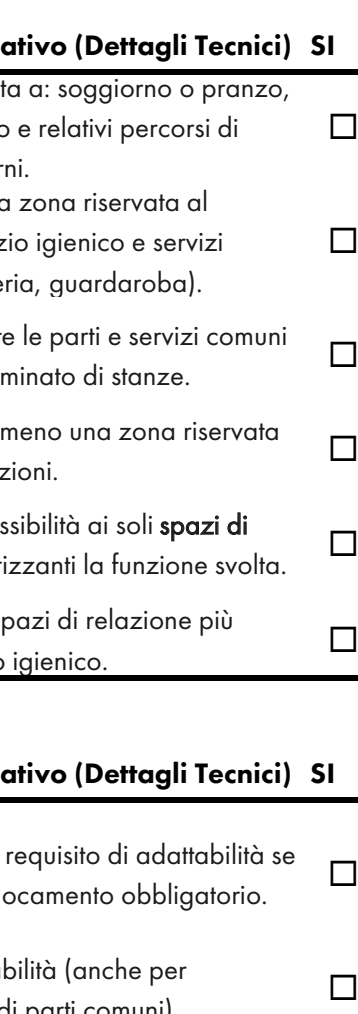 ativo (Dettagli Tecnici) SI
ta a: soggiorno o pranzo,
o e relativi percorsi di
rni.
a zona riservata al
zio igienico e servizi
eria, guardaroba).
te le parti e servizi comuni
minato di stanze.
meno una zona riservata
zioni.
ssibilità ai soli spazi di
rizzanti la funzione svolta.
pazi di relazione più
o igienico.
ativo (Dettagli Tecnici) SI
requisito di adattabilità se
locamento obbligatorio.
abilità (anche per
di parti comuni)